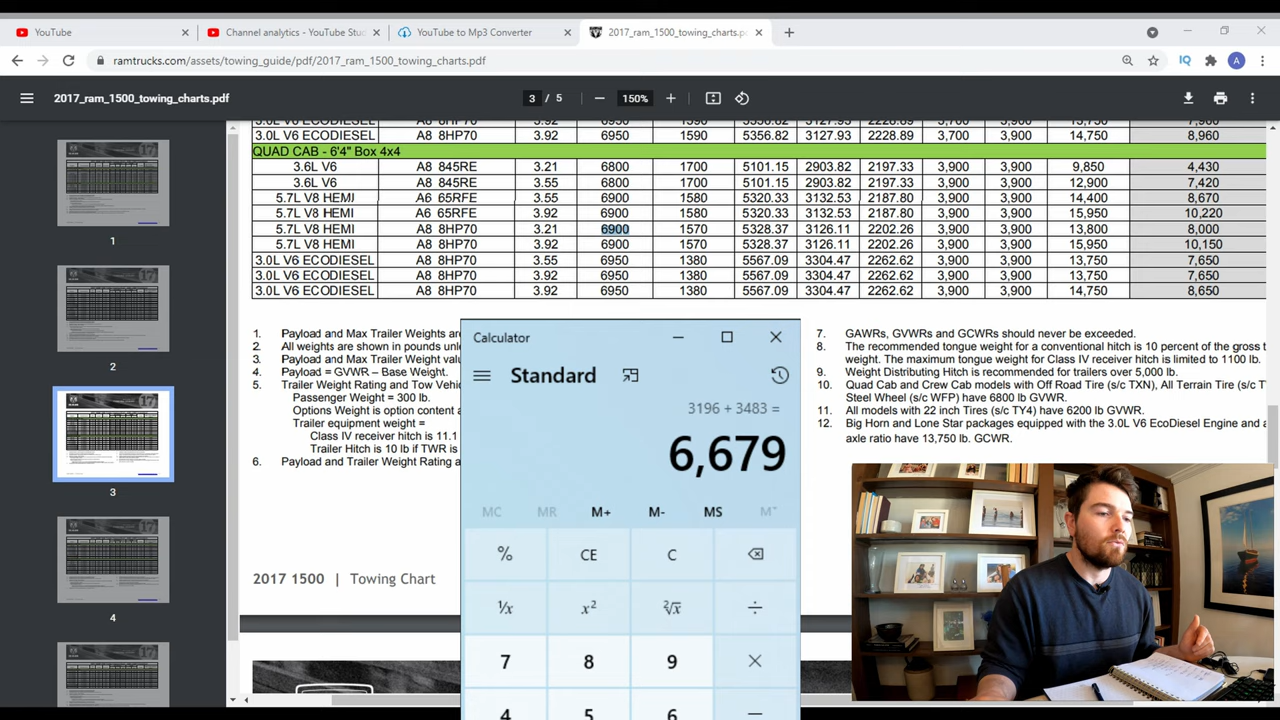 YouTube
Channel analytics - YouTube Stud
YouTube to Mp3 Converter
2017_ram_1500_towing_charts.pdf
ramtrucks.com/assets/towing_guide/pdf/2017_ram_1500_towing_charts.pdf
IQ
A
2017_ram_1500_towing_charts.pdf
3 / 5
150%
1
2
3
4
3.0L V6 ECODIESEL A8 8HP70 3.92 6950 1590 5356.82 3127.93 2228.89 3,700 3,900 14,750 8,960
QUAD CAB - 6'4" Box 4x4
3.6L V6 A8 845RE 3.21 6800 1700 5101.15 2903.82 2197.33 3,900 3,900 9,850 4,430
3.6L V6 A8 845RE 3.55 6800 1700 5101.15 2903.82 2197.33 3,900 3,900 12,900 7,420
5.7L V8 HEMI A6 65RFE 3.55 6900 1580 5320.33 3132.53 2187.80 3,900 3,900 14,400 8,670
5.7L V8 HEMI A6 65RFE 3.92 6900 1580 5320.33 3132.53 2187.80 3,900 3,900 15,950 10,220
5.7L V8 HEMI A8 8HP70 3.21 6900 1570 5328.37 3126.11 2202.26 3,900 3,900 13,800 8,000
5.7L V8 HEMI A8 8HP70 3.92 6900 1570 5328.37 3126.11 2202.26 3,900 3,900 15,950 10,150
3.0L V6 ECODIESEL A8 8HP70 3.55 6950 1380 5567.09 3304.47 2262.62 3,900 3,900 13,750 7,650
3.0L V6 ECODIESEL A8 8HP70 3.92 6950 1380 5567.09 3304.47 2262.62 3,900 3,900 13,750 7,650
3.0L V6 ECODIESEL A8 8HP70 3.92 6950 1380 5567.09 3304.47 2262.62 3,900 3,900 14,750 8,650
1. Payload and Max Trailer Weights are
2. All weights are shown in pounds unle
3. Payload and Max Trailer Weight valu
4. Payload = GVWR – Base Weight.
5. Trailer Weight Rating and Tow Vehic
Passenger Weight = 300 lb.
Options Weight is option content a
Trailer equipment weight =
Class IV receiver hitch is 11.1
Trailer Hitch is 10 lb if TWR is
6. Payload and Trailer Weight Rating a
7. GAWRs, GVWRs and GCWRs should never be exceeded.
8. The recommended tongue weight for a conventional hitch is 10 percent of the gross t
weight. The maximum tongue weight for Class IV receiver hitch is limited to 1100 lb.
9. Weight Distributing Hitch is recommended for trailers over 5,000 lb.
10. Quad Cab and Crew Cab models with Off Road Tire (s/c TXN), All Terrain Tire (s/c T
Steel Wheel (s/c WFP) have 6800 lb GVWR.
11. All models with 22 inch Tires (s/c TY4) have 6200 lb GVWR.
12. Big Horn and Lone Star packages equipped with the 3.0L V6 EcoDiesel Engine and a
axle ratio have 13,750 lb. GCWR.
2017 1500 | Towing Chart
Calculator
Standard
3196 + 3483 =
6,679
MC MR M+ M- MS M˅
% CE C
¹/x x² ²√x ÷
7 8 9 ×
4 5 6 −